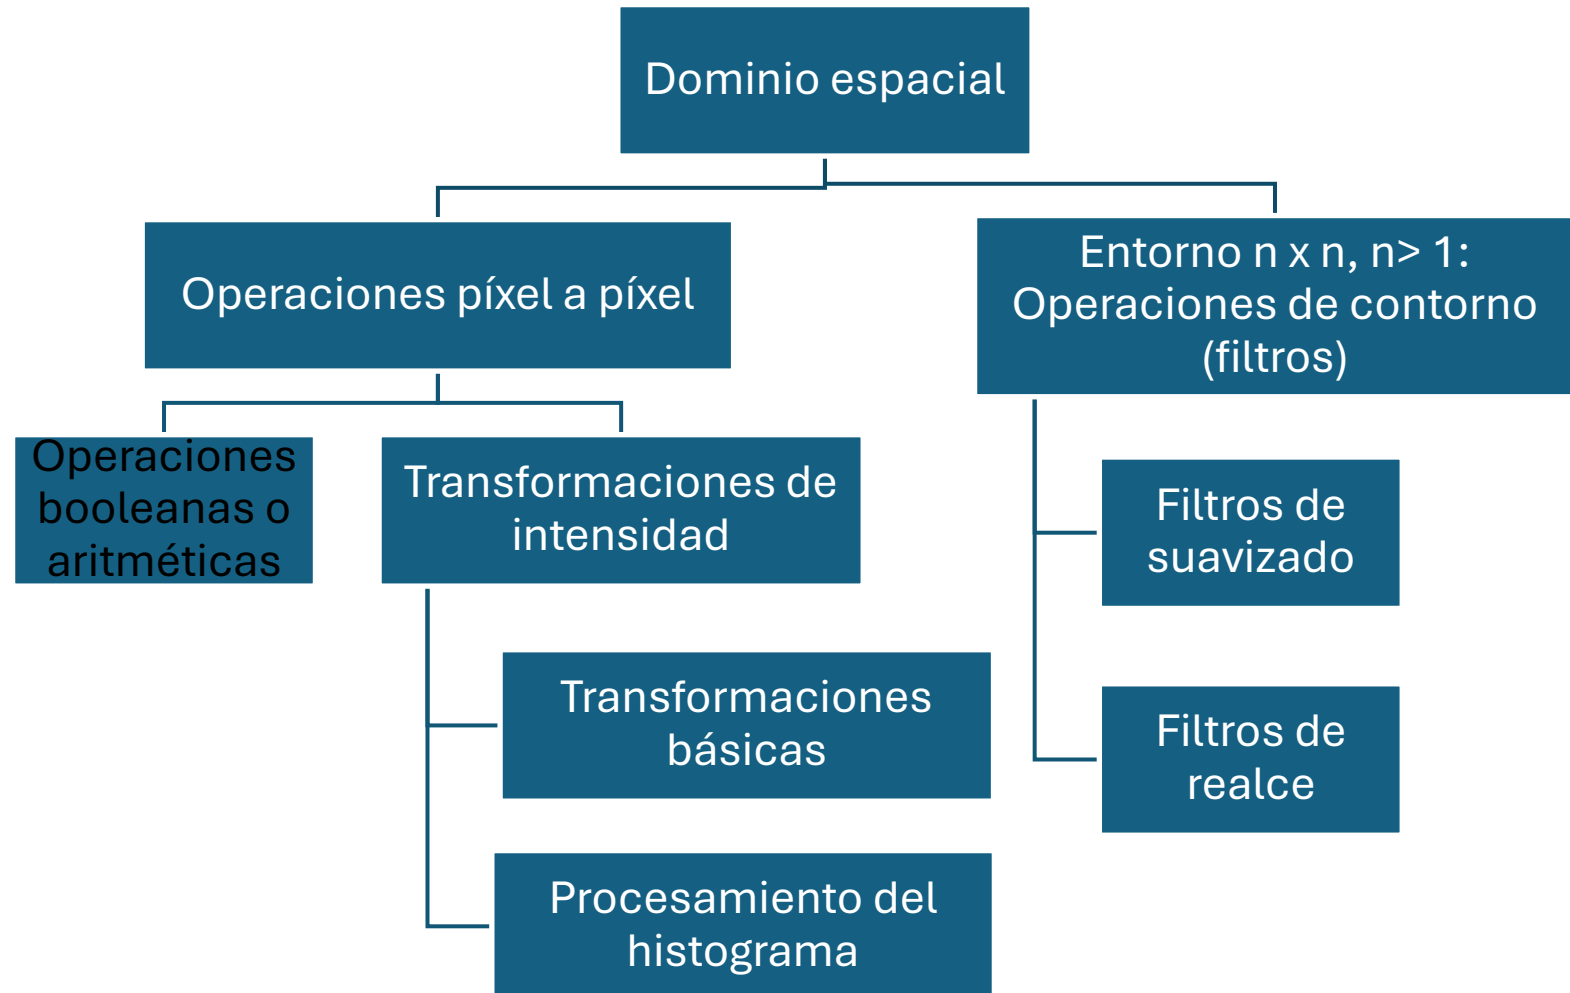 Dominio espacial
Operaciones píxel a píxel
Entorno n x n, n> 1:
Operaciones de contorno
(filtros)
Operaciones
booleanas o
aritméticas
Transformaciones de
intensidad
Filtros de
suavizado
Transformaciones
básicas
Filtros de
realce
Procesamiento del
histograma